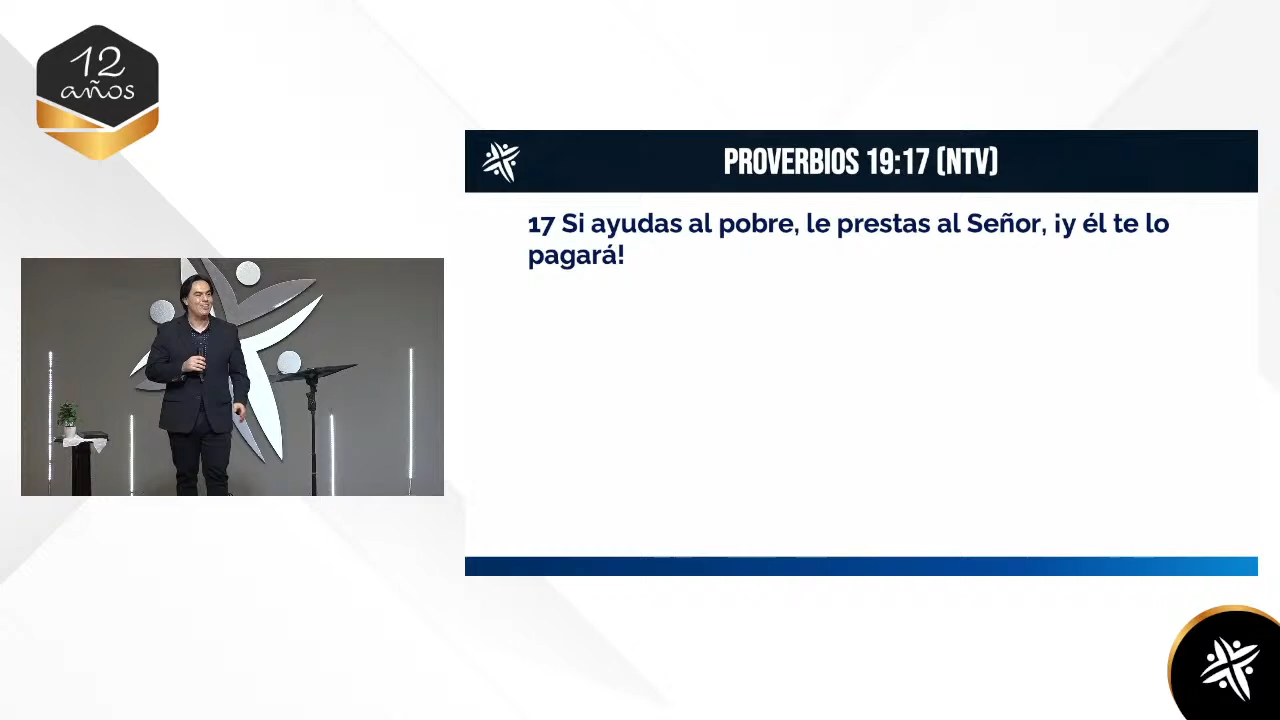 12
años
PROVERBIOS 19:17 (NTV)
17 Si ayudas al pobre, le prestas al Señor, ¡y él te lo
pagará!